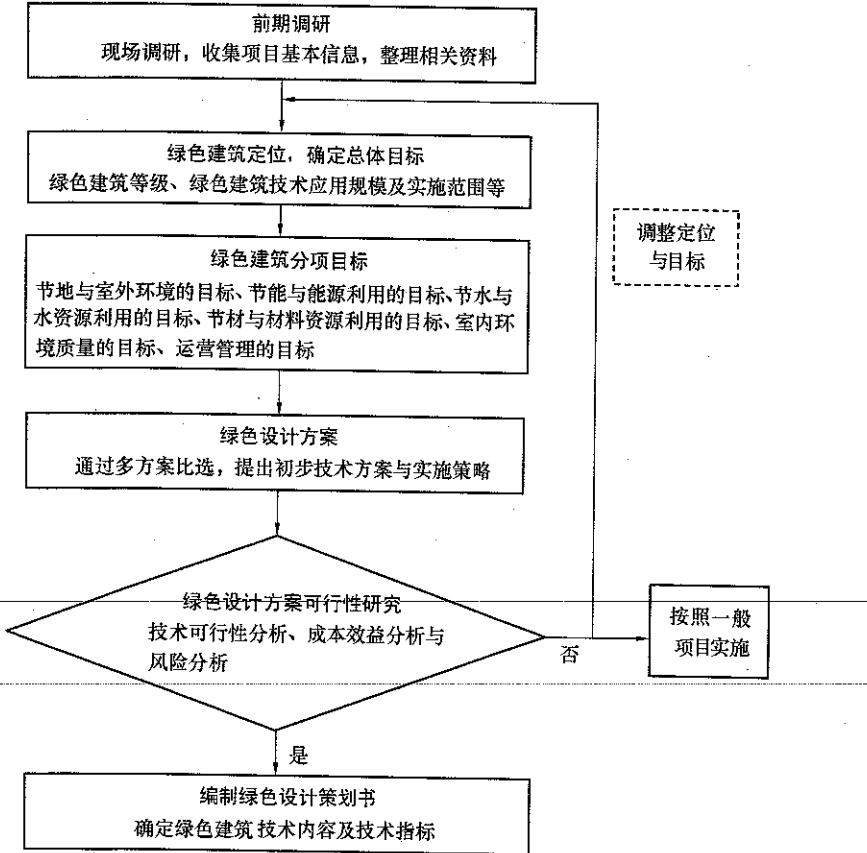 前期调研
现场调研，收集项目基本信息，整理相关资料
绿色建筑定位，确定总体目标
绿色建筑等级、绿色建筑技术应用规模及实施范围等
调整定位
与目标
绿色建筑分项目标
节地与室外环境的目标、节能与能源利用的目标、节水与
水资源利用的目标、节材与材料资源利用的目标、室内环
境质量的目标、运营管理的目标
绿色设计方案
通过多方案比选，提出初步技术方案与实施策略
绿色设计方案可行性研究
技术可行性分析、成本效益分析与
风险分析
否
按照一般
项目实施
是
编制绿色设计策划书
确定绿色建筑技术内容及技术指标